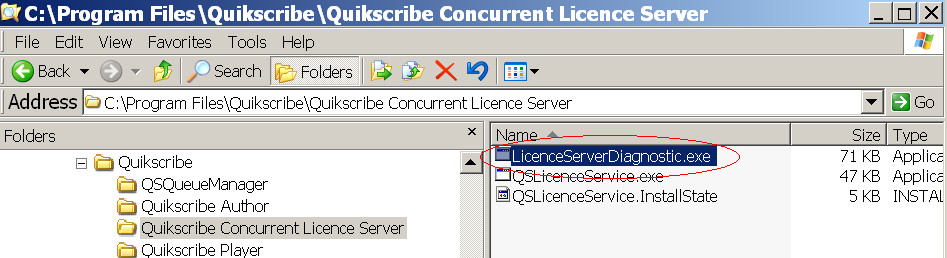 C:\Program Files\Quikscribe\Quikscribe Concurrent Licence Server
File Edit View Favorites Tools Help
Back Search Folders
Address C:\Program Files\Quikscribe\Quikscribe Concurrent Licence Server Go
Folders Name Size Type
Quikscribe
QSQueueManager
Quikscribe Author
Quikscribe Concurrent Licence Server
Quikscribe Player
LicenceServerDiagnostic.exe 71 KB Applica
QSLicenceService.exe 47 KB Applica
QSLicenceService.InstallState 5 KB INSTAL